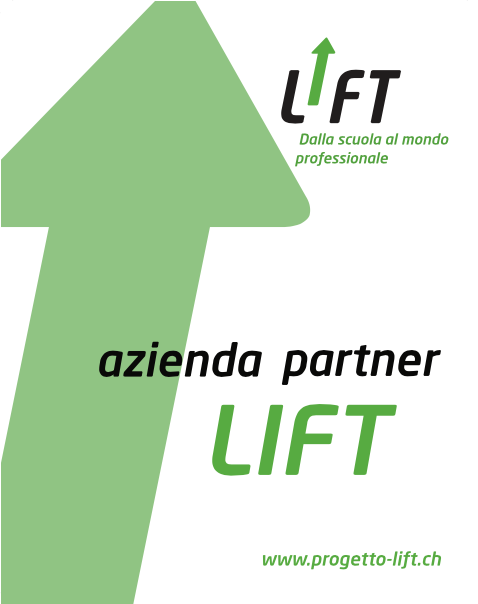 LIFT
Dalla scuola al mondo
professionale
azienda partner
LIFT
www.progetto-lift.ch